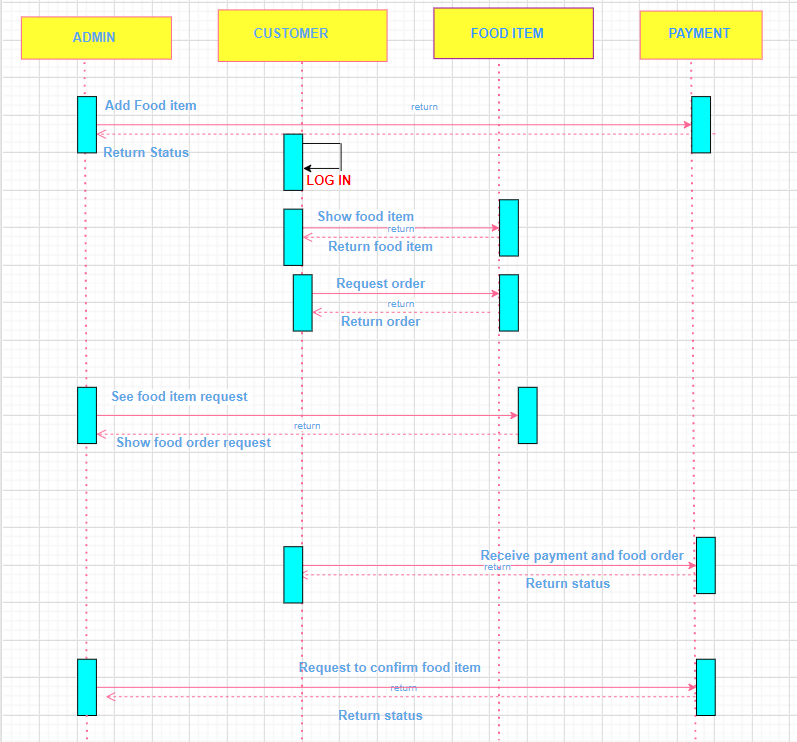 ADMIN
CUSTOMER
FOOD ITEM
PAYMENT
Add Food item
return
Return Status
LOG IN
Show food item
return
Return food item
Request order
return
Return order
See food item request
return
Show food order request
Receive payment and food order
return
Return status
Request to confirm food item
return
Return status